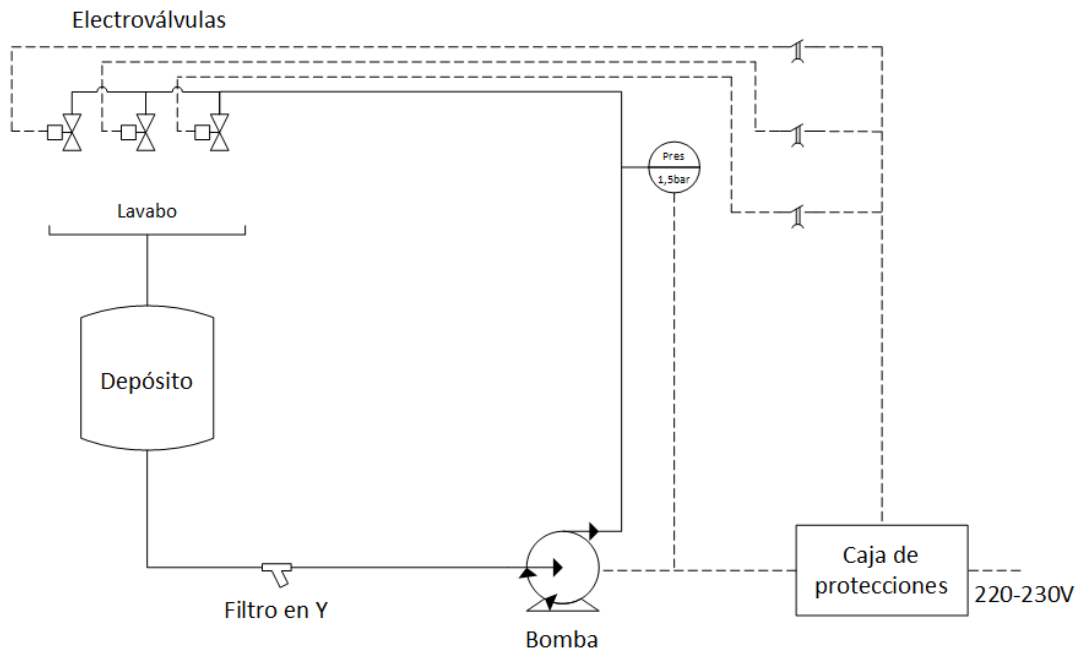 Electroválvulas
Pres
1,5bar
Lavabo
Depósito
Caja de
protecciones
220-230V
Filtro en Y
Bomba